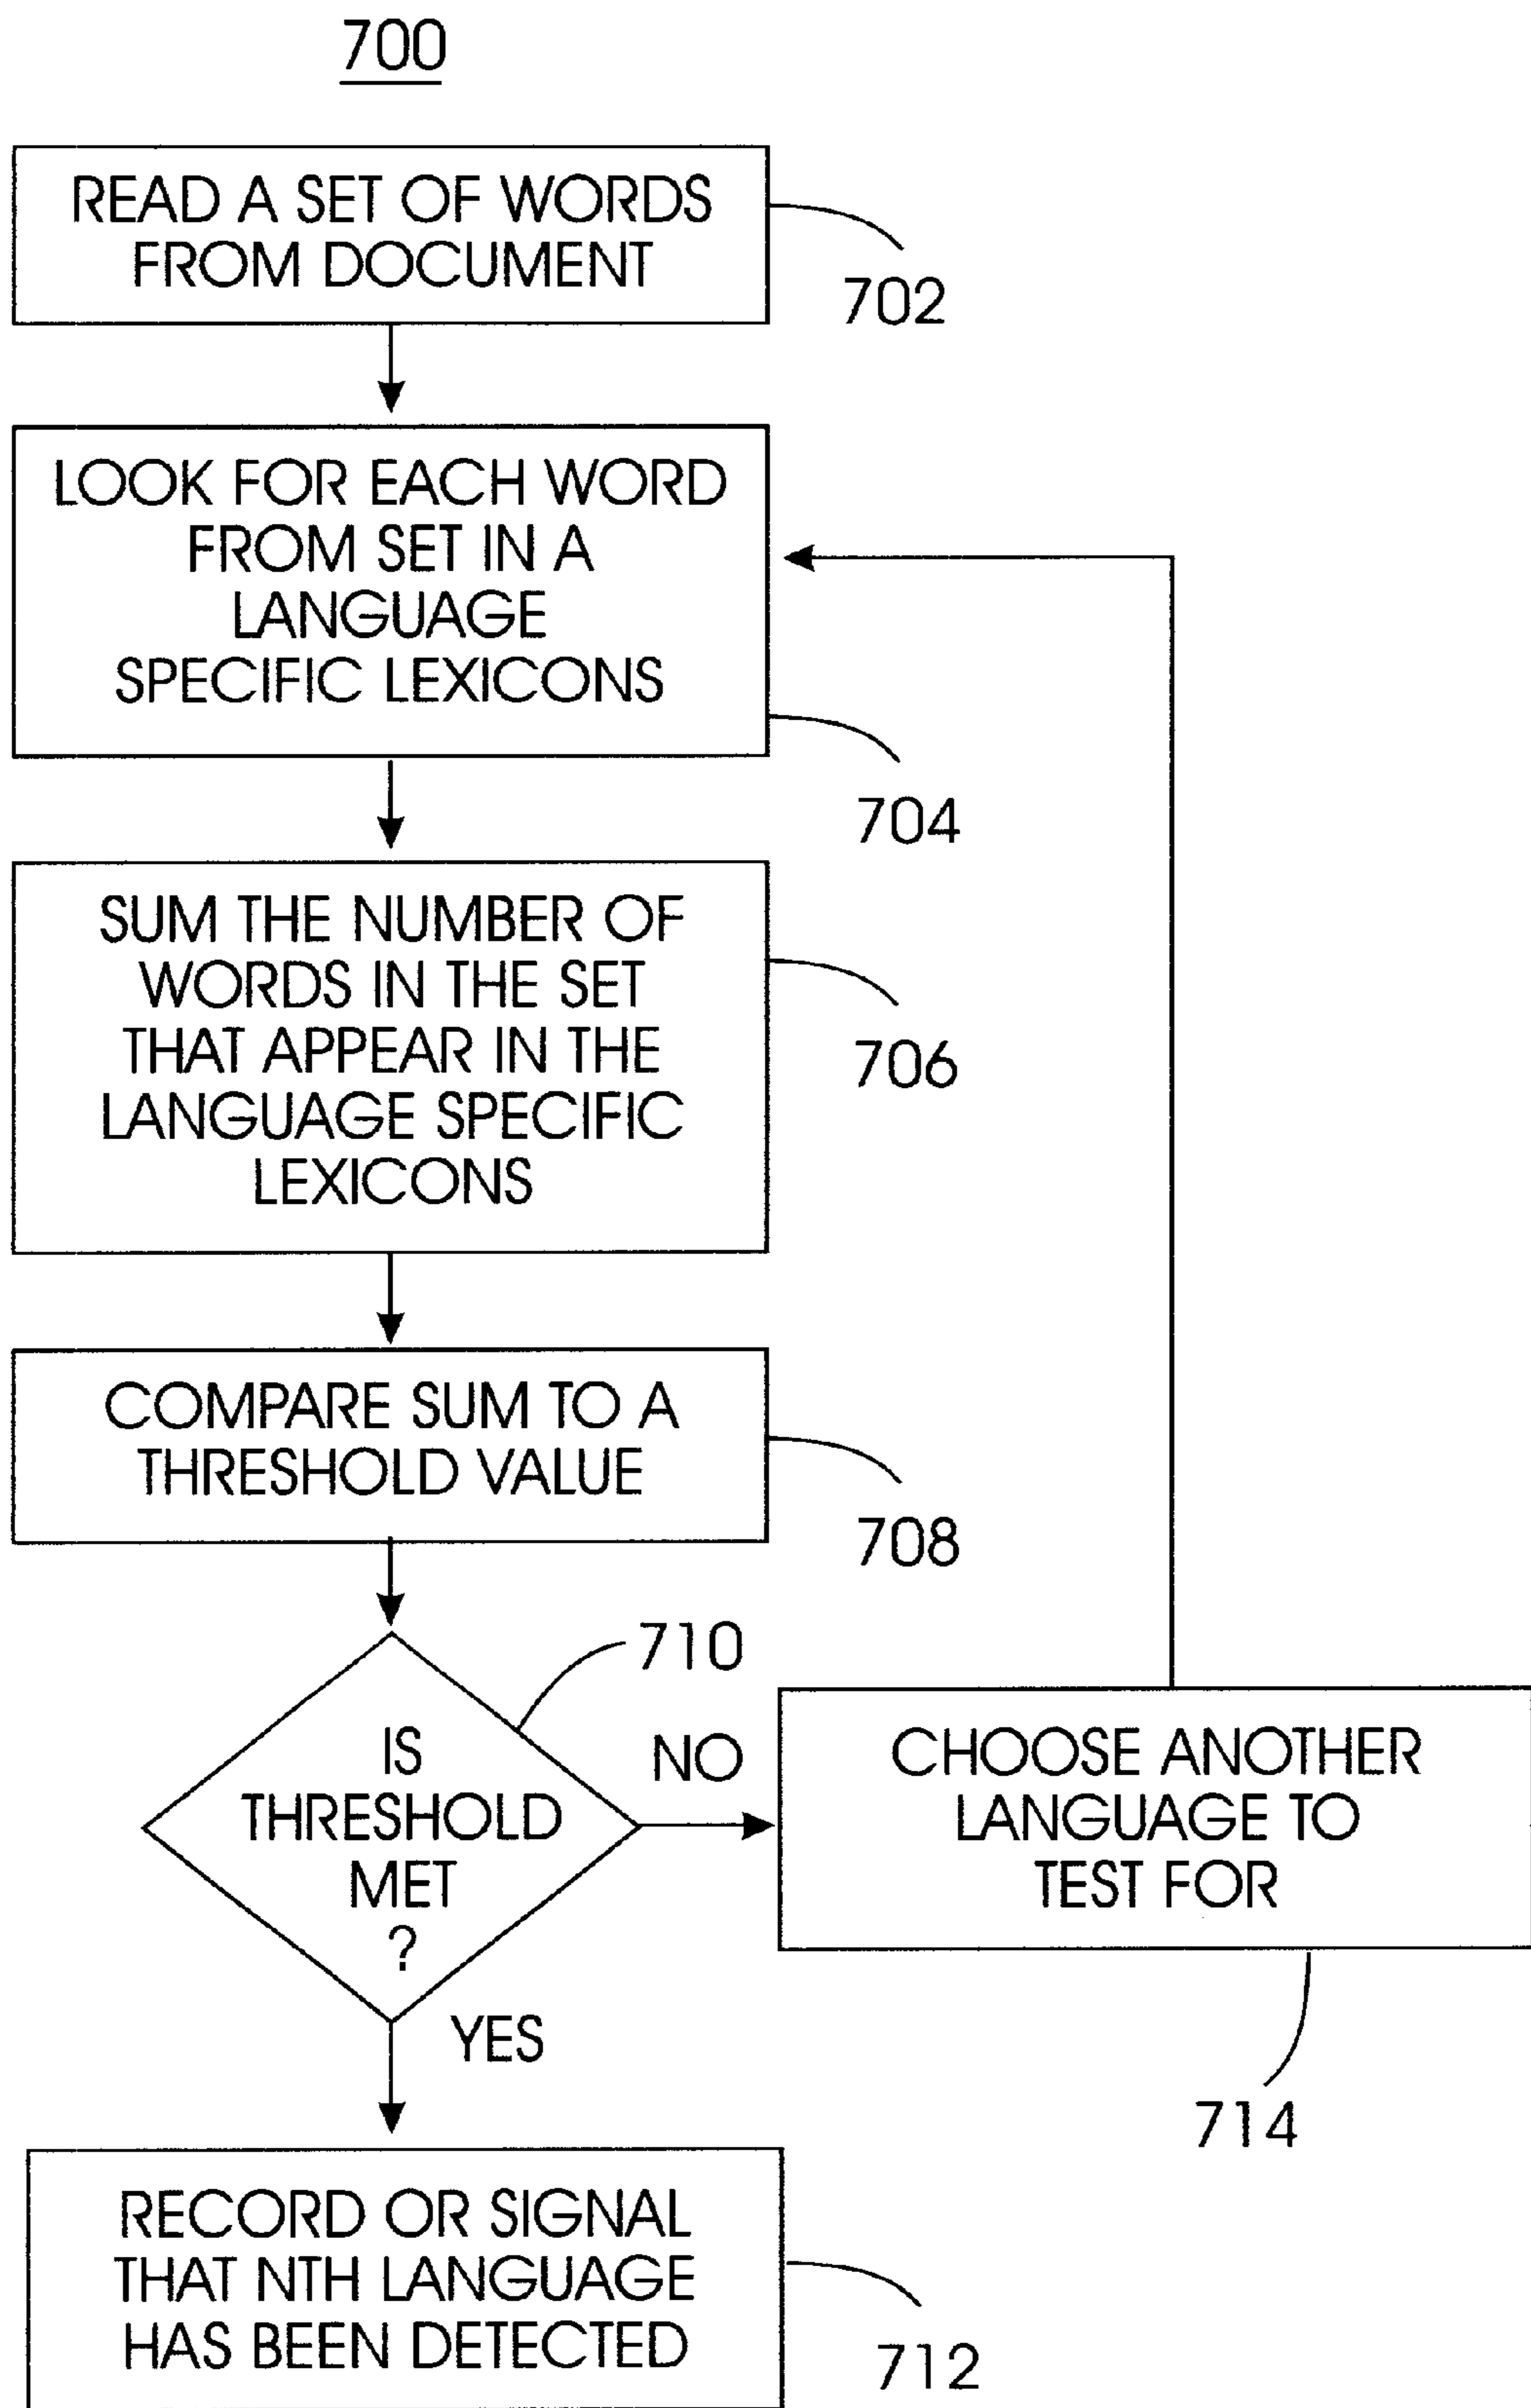 700
READ A SET OF WORDS
FROM DOCUMENT
702
LOOK FOR EACH WORD
FROM SET IN A
LANGUAGE
SPECIFIC LEXICONS
704
SUM THE NUMBER OF
WORDS IN THE SET
THAT APPEAR IN THE
LANGUAGE SPECIFIC
LEXICONS
706
COMPARE SUM TO A
THRESHOLD VALUE
708
710
IS
THRESHOLD
MET
?
NO
CHOOSE ANOTHER
LANGUAGE TO
TEST FOR
714
YES
RECORD OR SIGNAL
THAT NTH LANGUAGE
HAS BEEN DETECTED
712